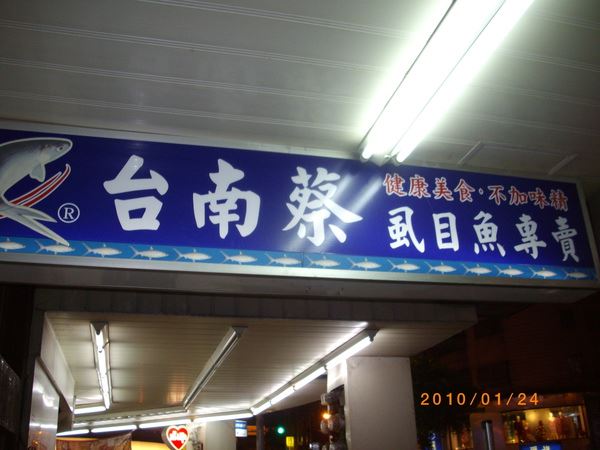 台南蔡
健康美食·不加味精
虱目魚專賣
®
2010/01/24